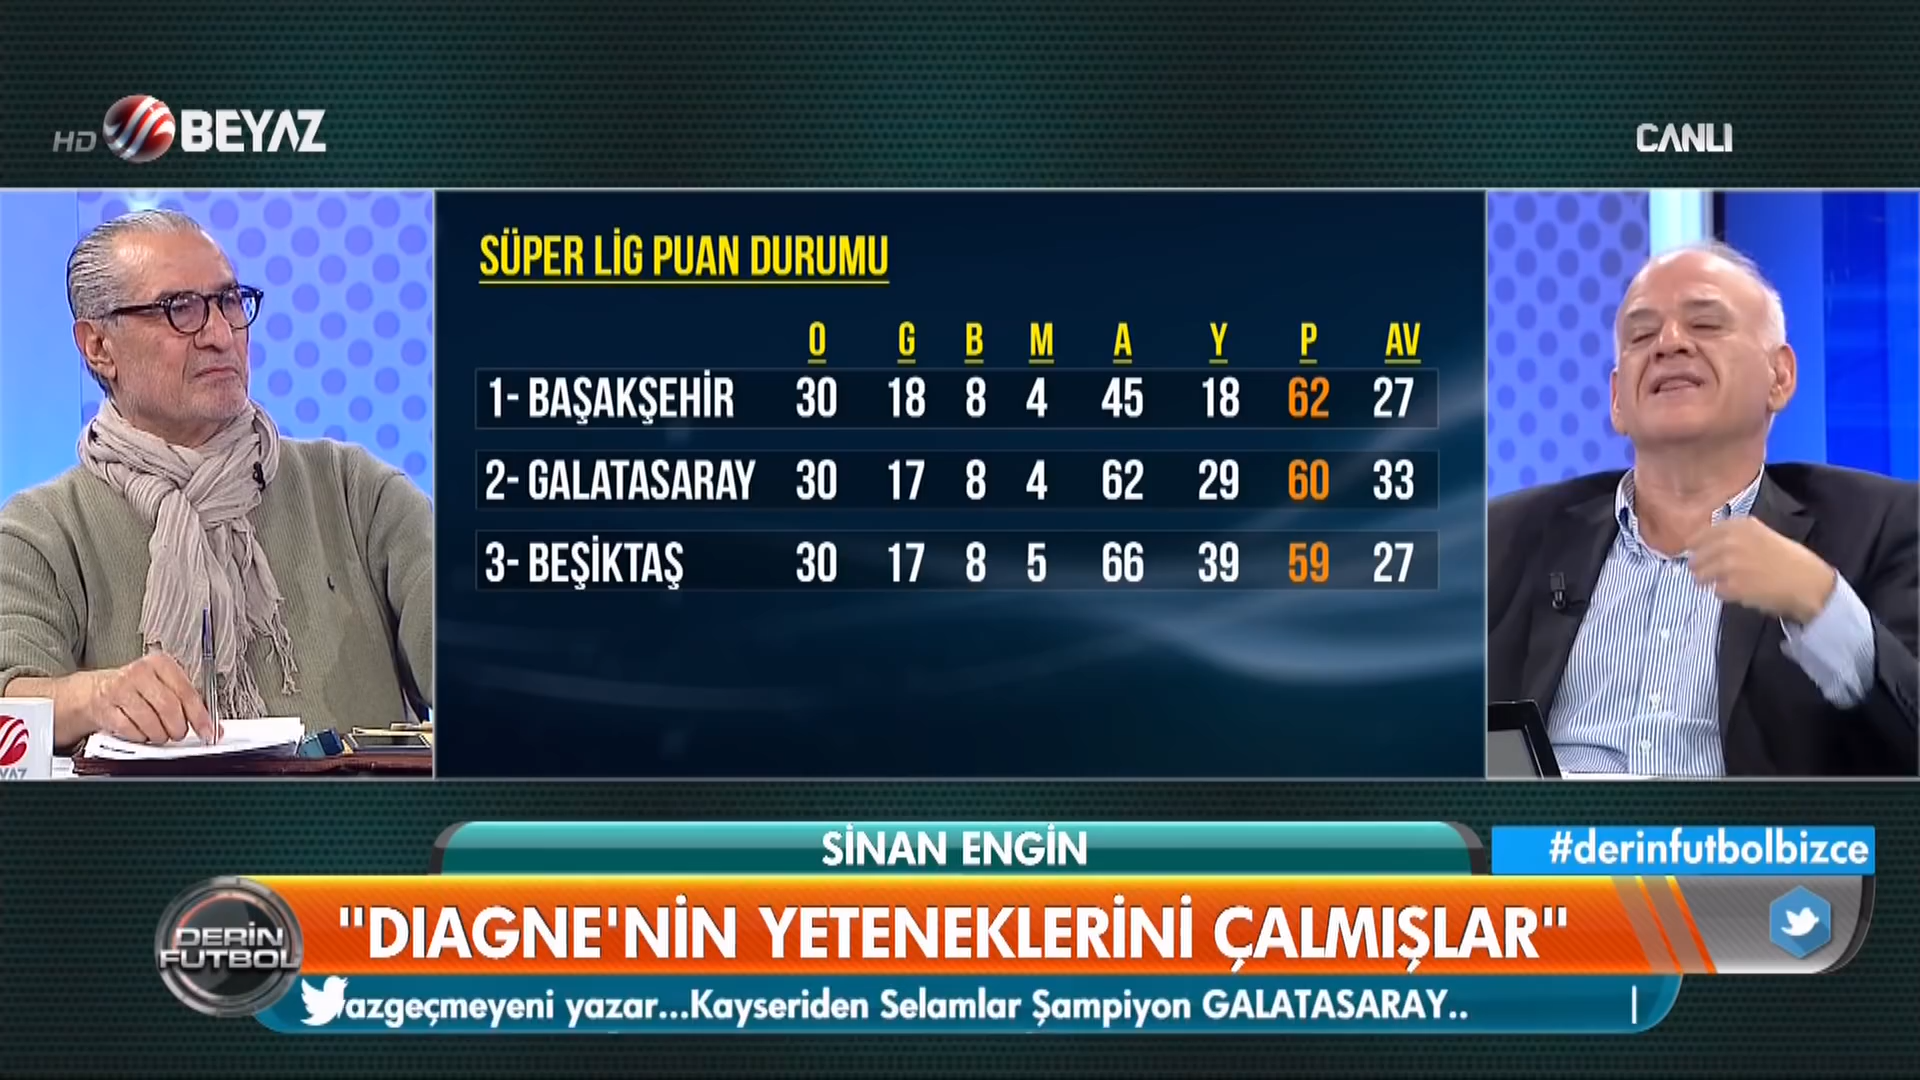 HD BEYAZ
CANLI
SÜPER LİG PUAN DURUMU
O G B M A Y P AV
1- BAŞAKŞEHİR 30 18 8 4 45 18 62 27
2- GALATASARAY 30 17 8 4 62 29 60 33
3- BEŞİKTAŞ 30 17 8 5 66 39 59 27
SİNAN ENGİN
#derinfutbolbizce
"DIAGNE'NİN YETENEKLERİNİ ÇALMIŞLAR"
DERİN
FUTBOL
azgeçmeyeni yazar...Kayseriden Selamlar Şampiyon GALATASARAY.. |